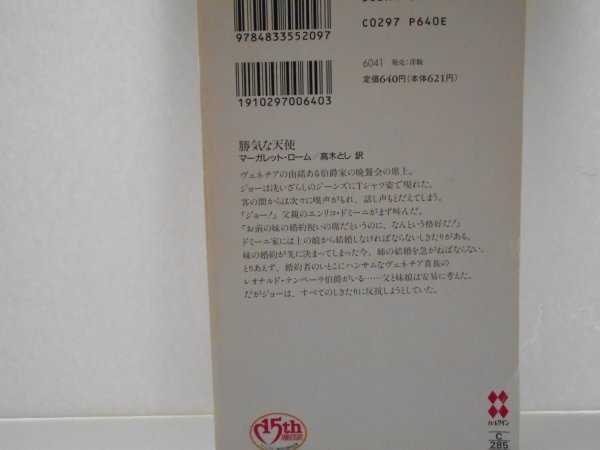 9784833552097
C0297 P640E
6041 発売:洋販
定価640円(本体621円)
1910297006403
勝気な天使
マーガレット・ローム/高木とし 訳
ヴェネチアの由緒ある伯爵家の晩餐会の席上。
ジョーは洗いざらしのジーンズにTシャツ姿で現れた。
客の間からは次々に嘆声がもれ、話し声もとだえてしまう。
「ジョー!」父親のエンリコ・ドミーニがまず叫んだ。
「お前の妹の婚約祝いの席だというのに、なんという格好だ!」
ドミーニ家には上の娘から結婚しなければならないしきたりがある。
妹の婚約が先に決まってしまった今、姉の結婚を急がねばならない。
とりあえず、婚約者のいとこにハンサムなヴェネチア貴族の
レオナルド・テンペーラ伯爵がいる……父と妹娘は安易に考えた。
だがジョーは、すべてのしきたりに反抗しようとしていた。
15th
ANNIVERSARY
ハーレクイン
C
285